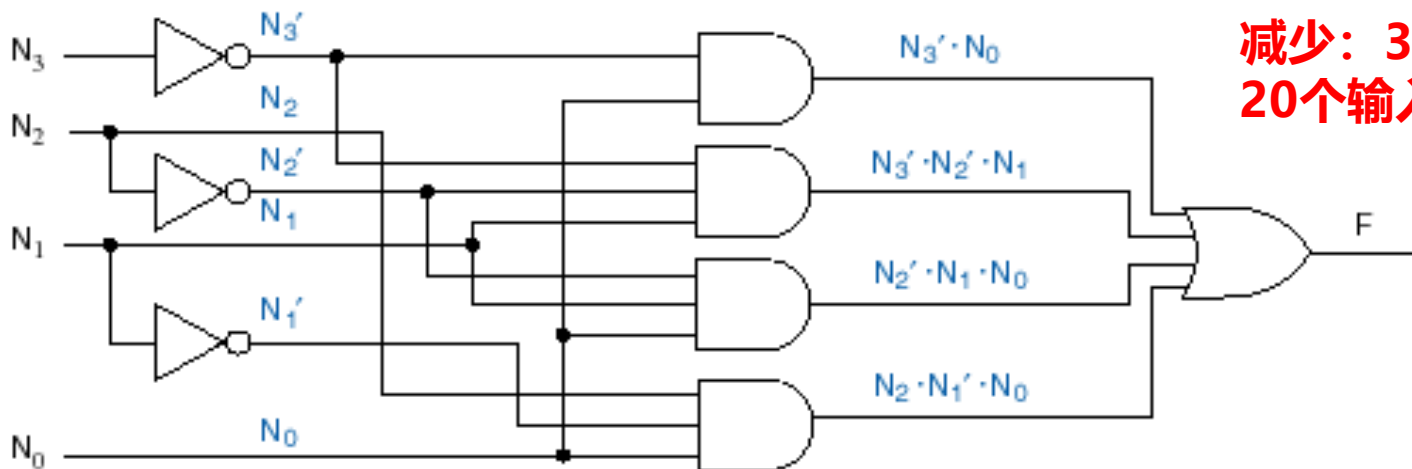 N₃
N₃′
N₃′·N₀
减少：3
20个输
N₂
N₂
N₂′
N₃′·N₂′·N₁
N₁
N₁
F
N₂′·N₁·N₀
N₁′
N₂·N₁′·N₀
N₀
N₀